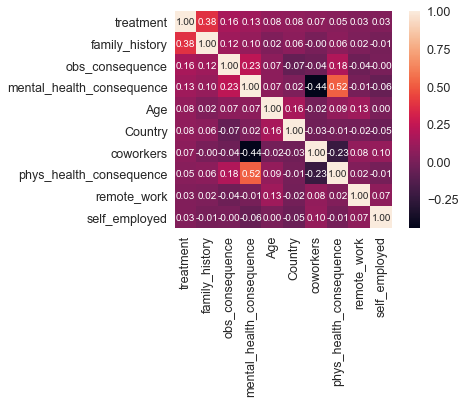 treatment 1.00 0.38 0.16 0.13 0.08 0.08 0.07 0.05 0.03 0.03
family_history 0.38 1.00 0.12 0.10 0.02 0.06 -0.00 0.06 0.02 -0.01
obs_consequence 0.16 0.12 1.00 0.23 0.07 -0.07 -0.04 0.18 -0.04 -0.00
mental_health_consequence 0.13 0.10 0.23 1.00 0.07 0.02 -0.44 0.52 -0.01 -0.06
Age 0.08 0.02 0.07 0.07 1.00 0.16 -0.02 0.09 0.13 0.00
Country 0.08 0.06 -0.07 0.02 0.16 1.00 -0.03 -0.01 -0.02 -0.05
coworkers 0.07 -0.00 -0.04 -0.44 -0.02 -0.03 1.00 -0.23 0.08 0.10
phys_health_consequence 0.05 0.06 0.18 0.52 0.09 -0.01 -0.23 1.00 0.02 -0.01
remote_work 0.03 0.02 -0.04 -0.01 0.13 -0.02 0.08 0.02 1.00 0.07
self_employed 0.03 -0.01 -0.00 -0.06 0.00 -0.05 0.10 -0.01 0.07 1.00
treatment
family_history
obs_consequence
mental_health_consequence
Age
Country
coworkers
phys_health_consequence
remote_work
self_employed
1.00
0.75
0.50
0.25
0.00
−0.25